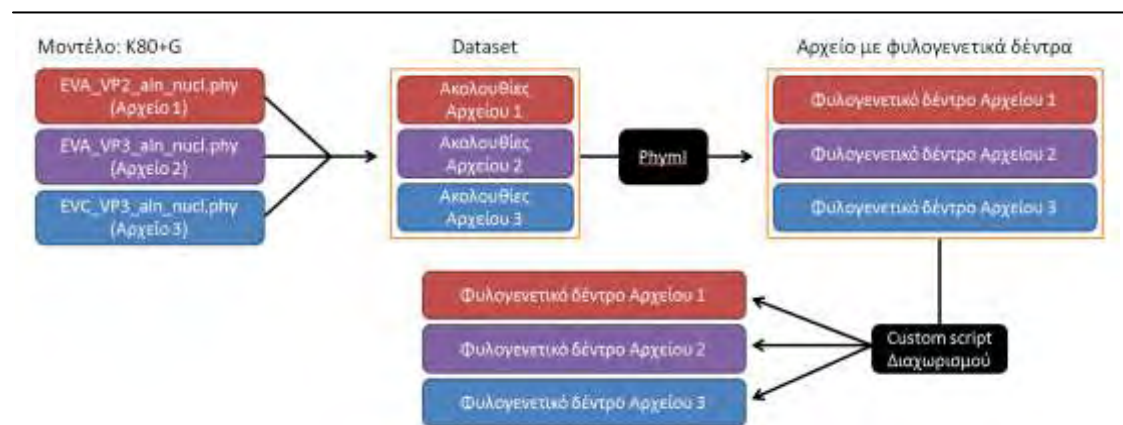 Μοντέλο: K80+G
EVA_VP2_aln_nucl.phy
(Αρχείο 1)
EVA_VP3_aln_nucl.phy
(Αρχείο 2)
EVC_VP3_aln_nucl.phy
(Αρχείο 3)
Dataset
Ακολουθίες
Αρχείου 1
Ακολουθίες
Αρχείου 2
Ακολουθίες
Αρχείου 3
Phyml
Αρχείο με φυλογενετικά δέντρα
Φυλογενετικό δέντρο Αρχείου 1
Φυλογενετικό δέντρο Αρχείου 2
Φυλογενετικό δέντρο Αρχείου 3
Custom script
Διαχωρισμού
Φυλογενετικό δέντρο Αρχείου 1
Φυλογενετικό δέντρο Αρχείου 2
Φυλογενετικό δέντρο Αρχείου 3